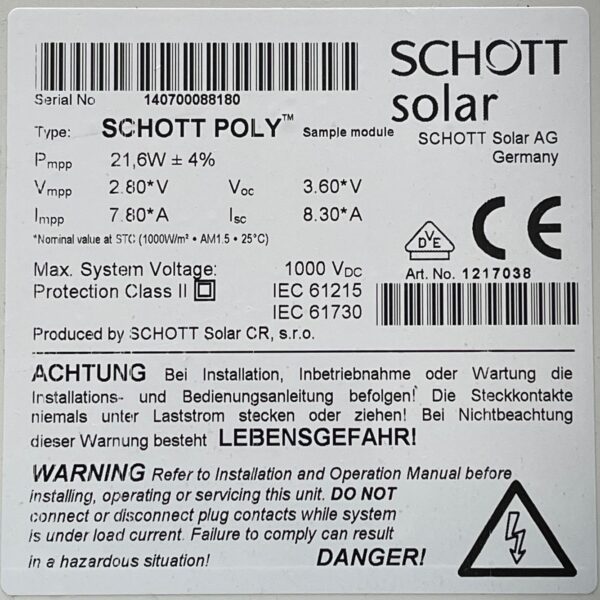 SCHOTT
solar
SCHOTT Solar AG
Germany
Serial No 140700088180
Type: SCHOTT POLY™ Sample module
Pmpp 21,6W ± 4%
Vmpp 2.80*V Voc 3.60*V
Impp 7.80*A Isc 8.30*A
*Nominal value at STC (1000W/m² • AM1.5 • 25°C)
DVE
CE
Max. System Voltage: 1000 VDC
Art. No. 1217038
Protection Class II IEC 61215
IEC 61730
Produced by SCHOTT Solar CR, s.r.o.
ACHTUNG Bei Installation, Inbetriebnahme oder Wartung die
Installations- und Bedienungsanleitung befolgen! Die Steckkontakte
niemals unter Laststrom stecken oder ziehen! Bei Nichtbeachtung
dieser Warnung besteht LEBENSGEFAHR!
WARNING Refer to Installation and Operation Manual before
installing, operating or servicing this unit. DO NOT
connect or disconnect plug contacts while system
is under load current. Failure to comply can result
in a hazardous situation! DANGER!